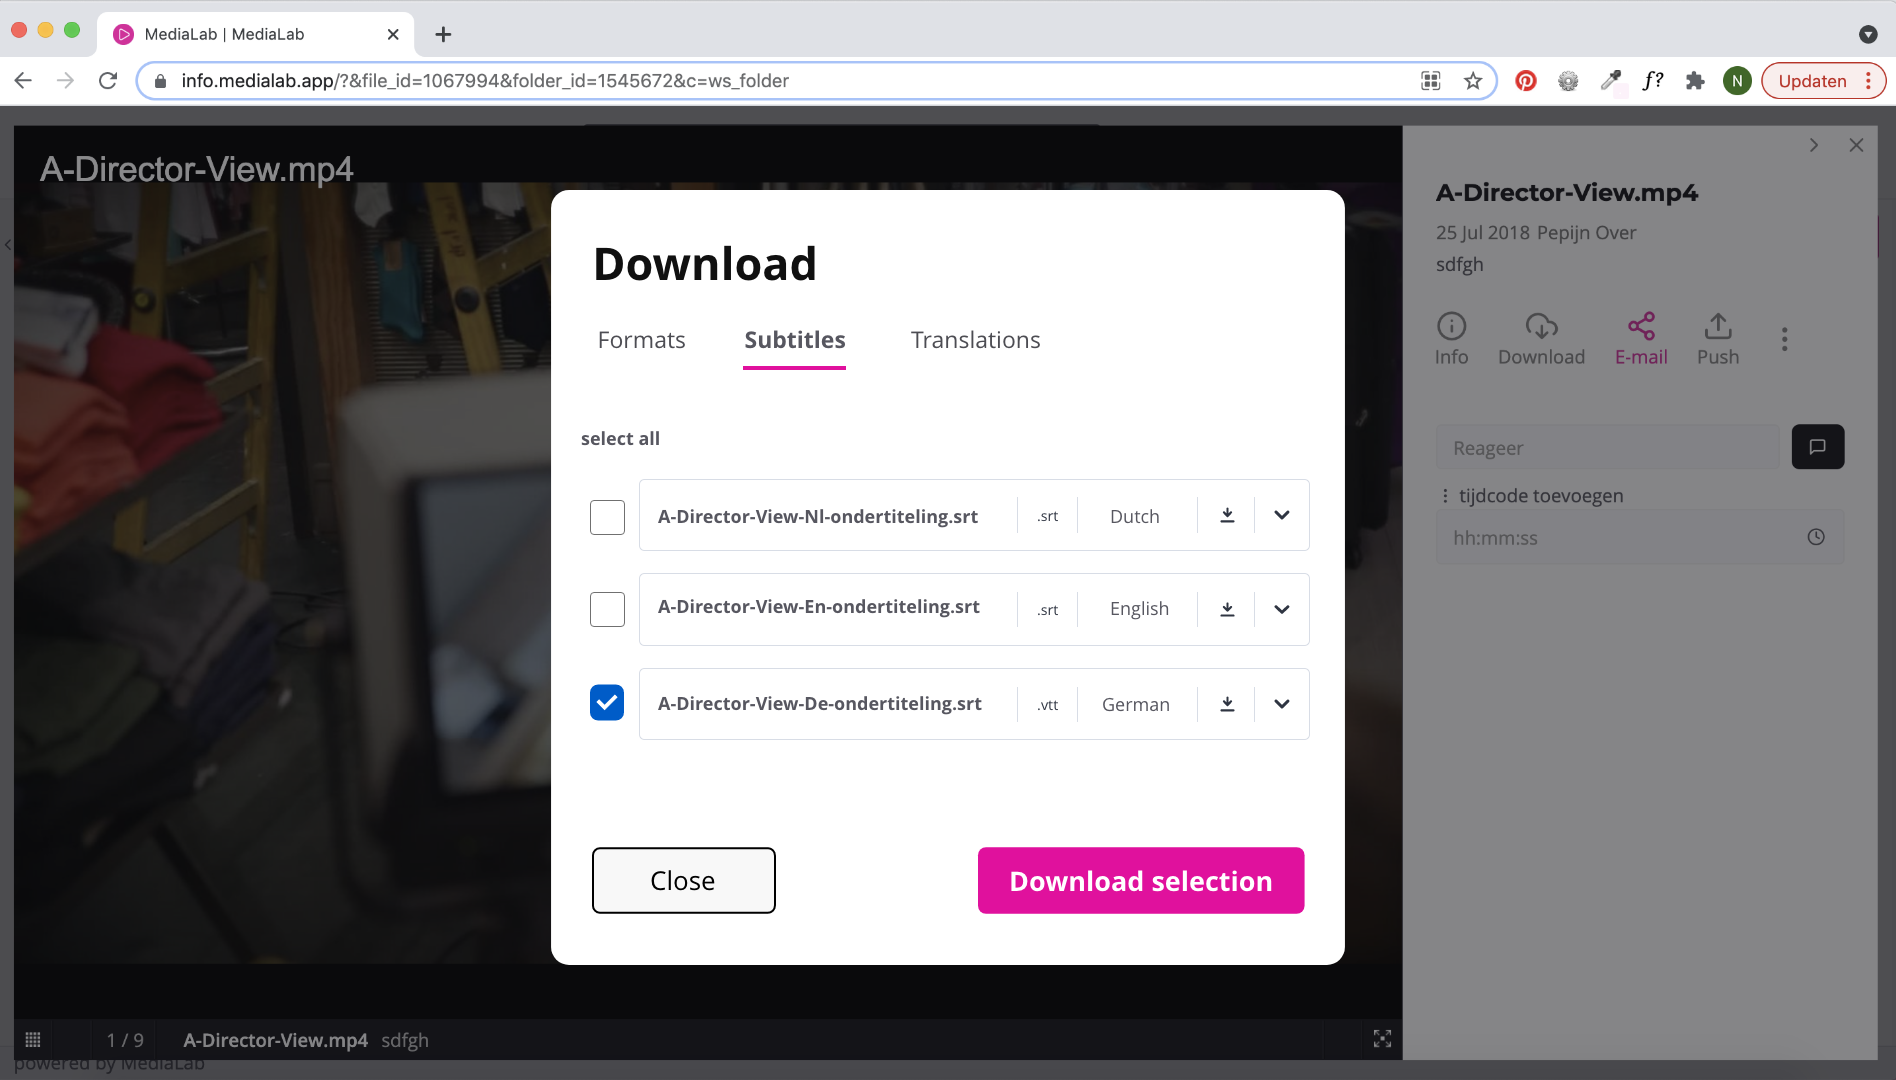 MediaLab | MediaLab
info.medialab.app/?&file_id=1067994&folder_id=1545672&c=ws_folder
f?
N
Updaten
A-Director-View.mp4
Download
Formats
Subtitles
Translations
select all
A-Director-View-Nl-ondertiteling.srt
.srt
Dutch
A-Director-View-En-ondertiteling.srt
.srt
English
A-Director-View-De-ondertiteling.srt
.vtt
German
Close
Download selection
A-Director-View.mp4
25 Jul 2018 Pepijn Over
sdfgh
Info
Download
E-mail
Push
Reageer
tijdcode toevoegen
hh:mm:ss
1 / 9
A-Director-View.mp4 sdfgh
powered by MediaLab